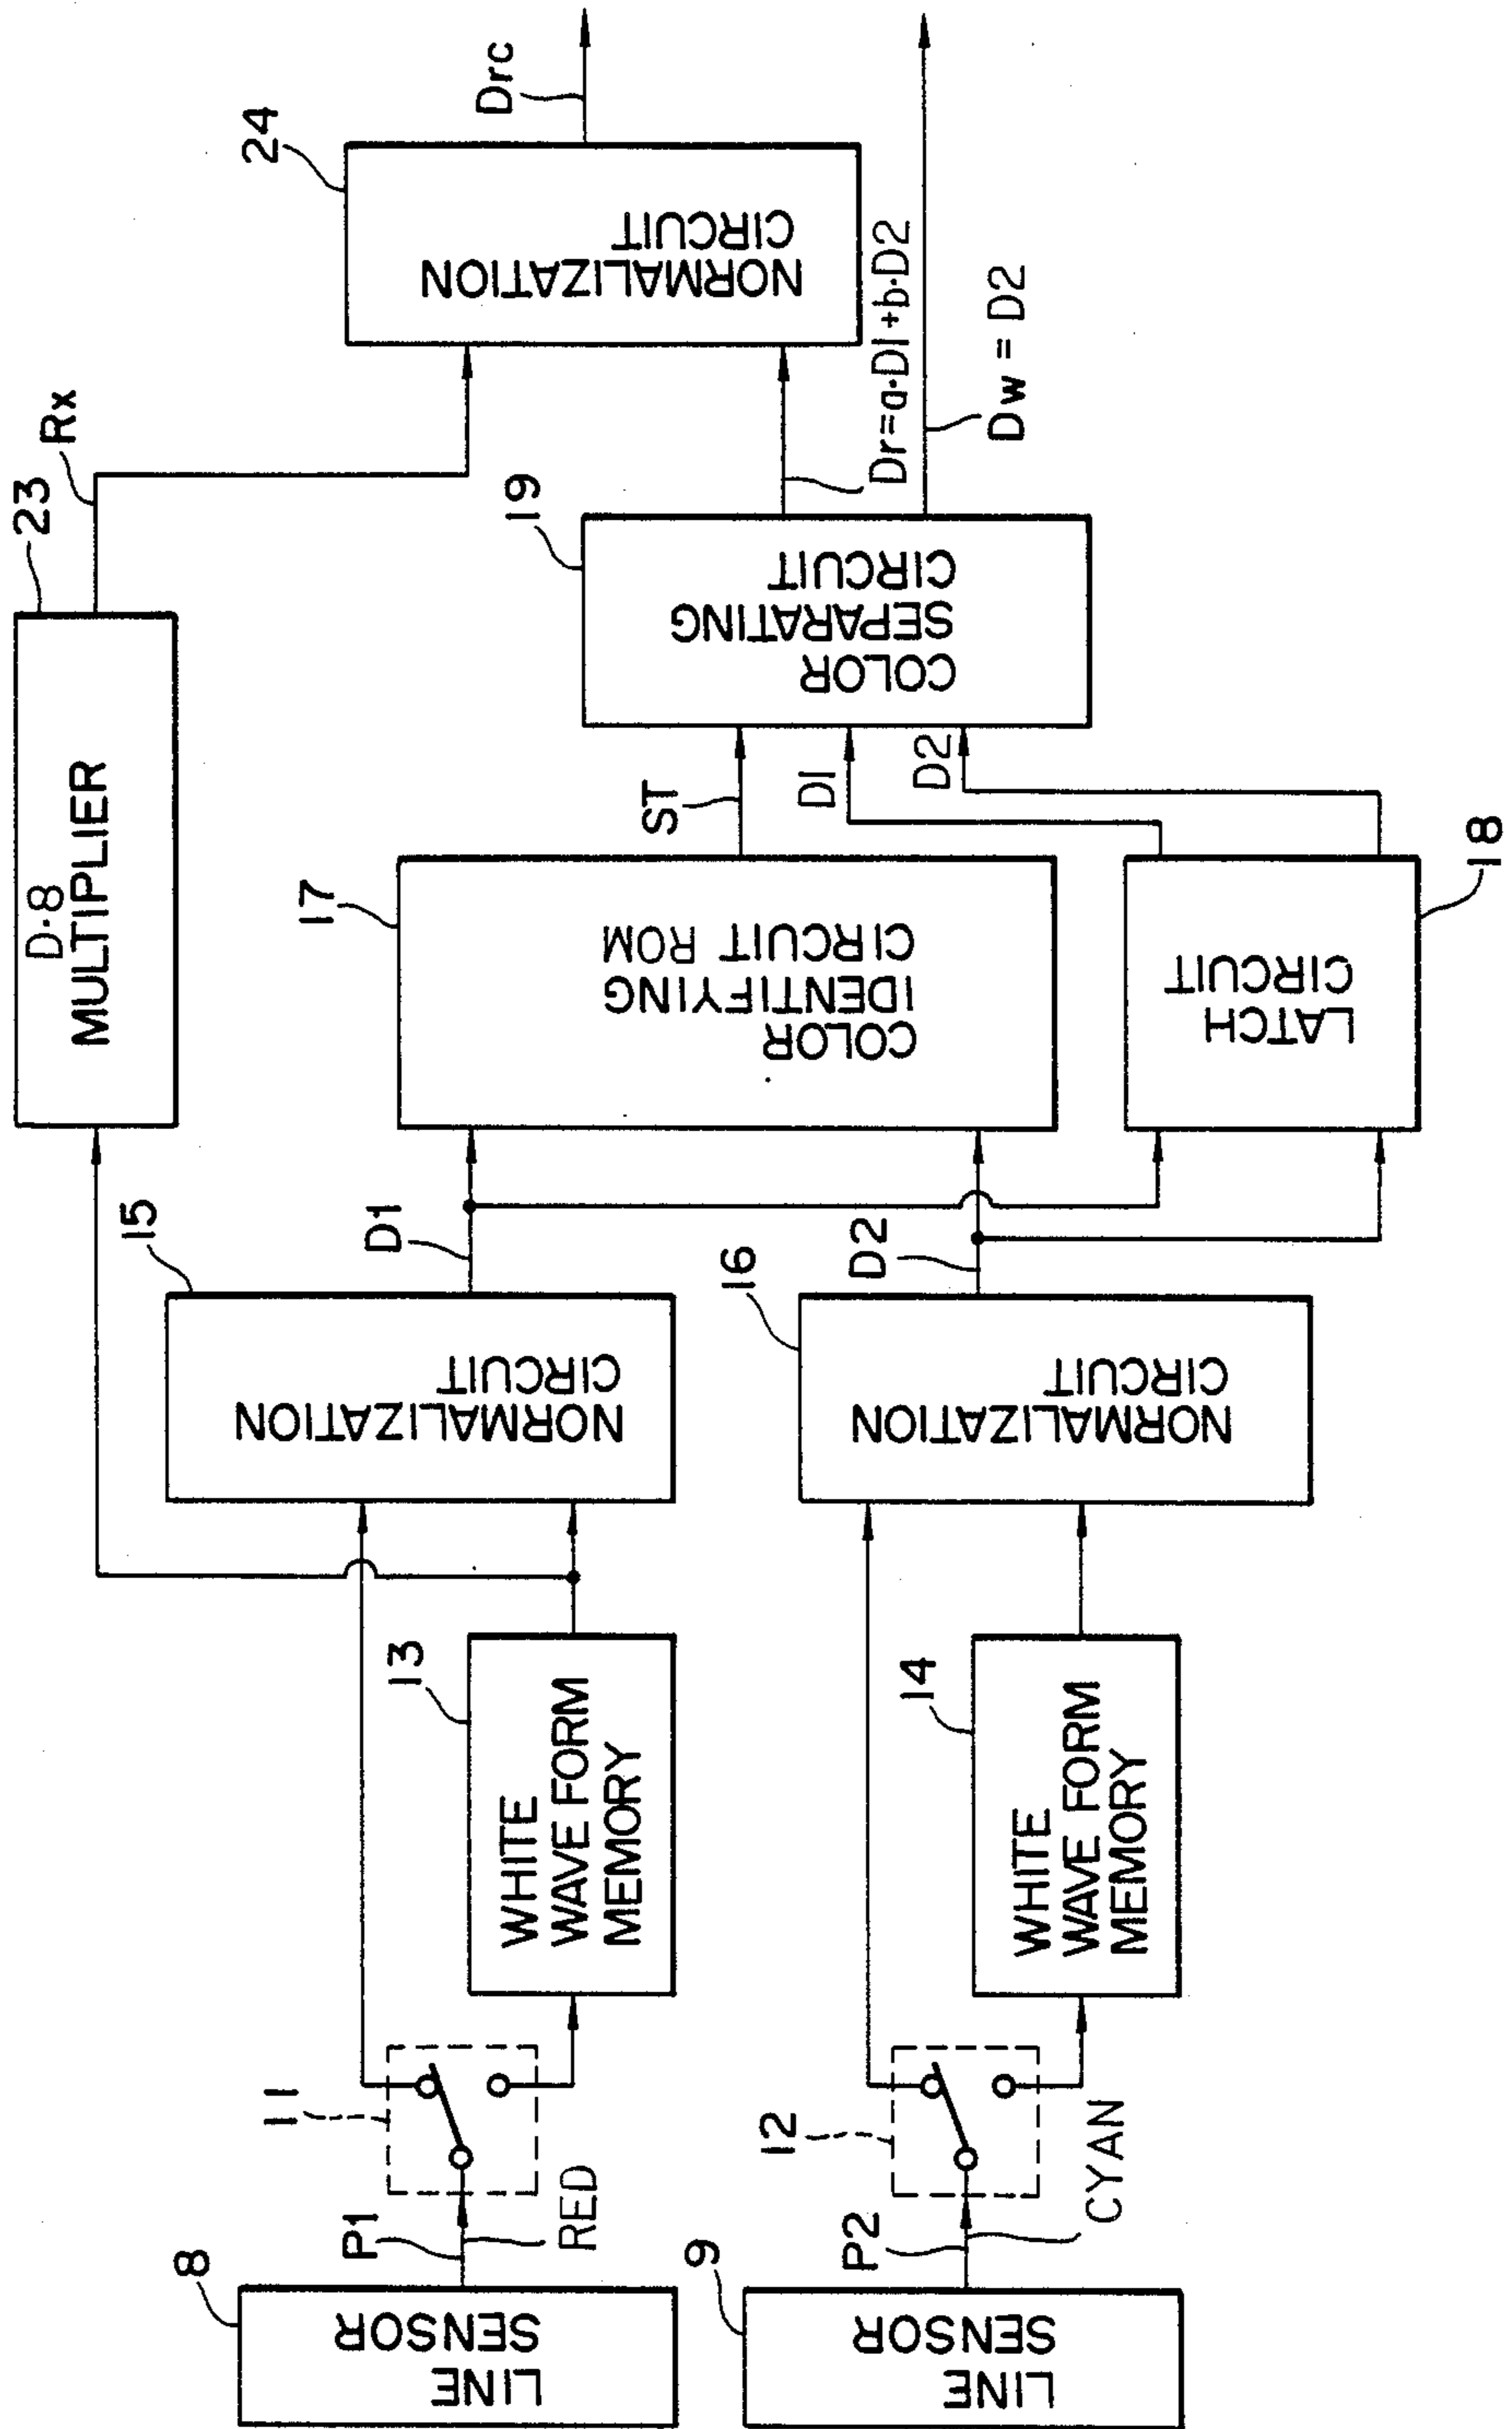 8
LINE
SENSOR
P1
RED
11
13
WHITE
WAVE FORM
MEMORY
15
NORMALIZATION
CIRCUIT
D1
23
D·8
MULTIPLIER
Rx
9
LINE
SENSOR
P2
CYAN
12
14
WHITE
WAVE FORM
MEMORY
16
NORMALIZATION
CIRCUIT
D2
17
COLOR
IDENTIFYING
CIRCUIT ROM
ST
18
LATCH
CIRCUIT
D1
D2
19
COLOR
SEPARATING
CIRCUIT
Dr=a·D1+b·D2
Dw = D2
24
NORMALIZATION
CIRCUIT
Drc